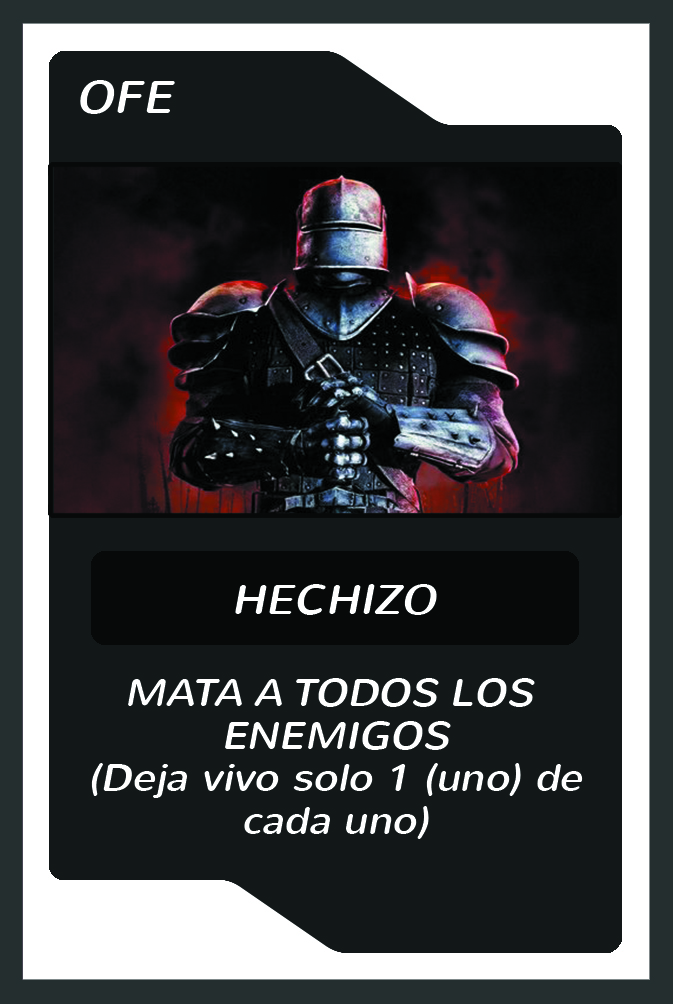 OFE
HECHIZO
MATA A TODOS LOS
ENEMIGOS
(Deja vivo solo 1 (uno) de
cada uno)